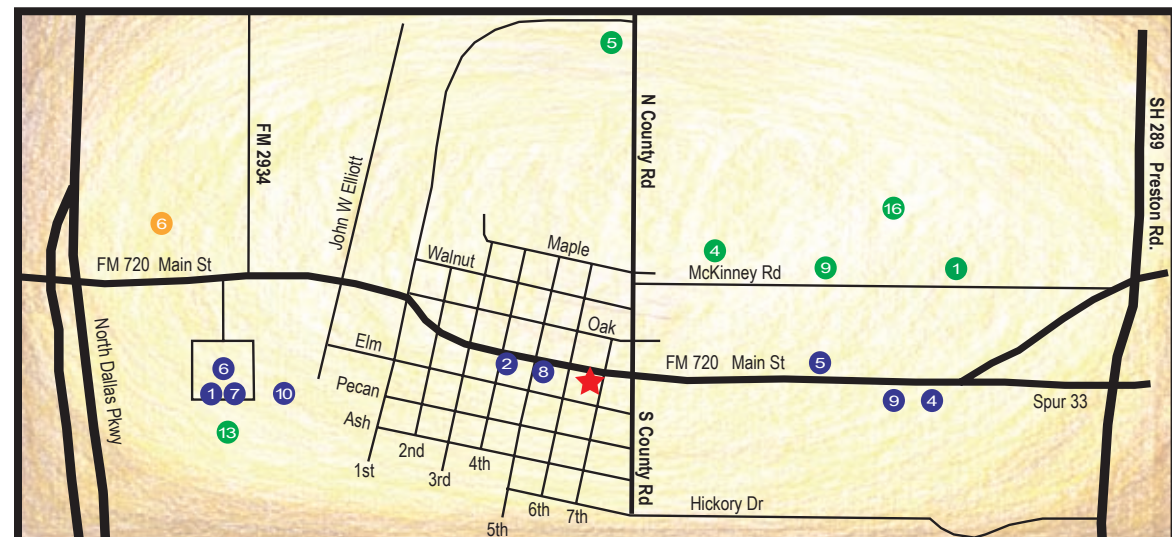 5
FM 2934
John W Elliott
N County Rd
SH 289 Preston Rd.
16
6
Maple
4
Walnut
FM 720 Main St
McKinney Rd
9
1
North Dallas Pkwy
Oak
Elm
2
8
FM 720 Main St
5
6
Pecan
1
7
10
9
4
Spur 33
Ash
S County Rd
13
2nd
4th
1st
3rd
Hickory Dr
6th
7th
5th